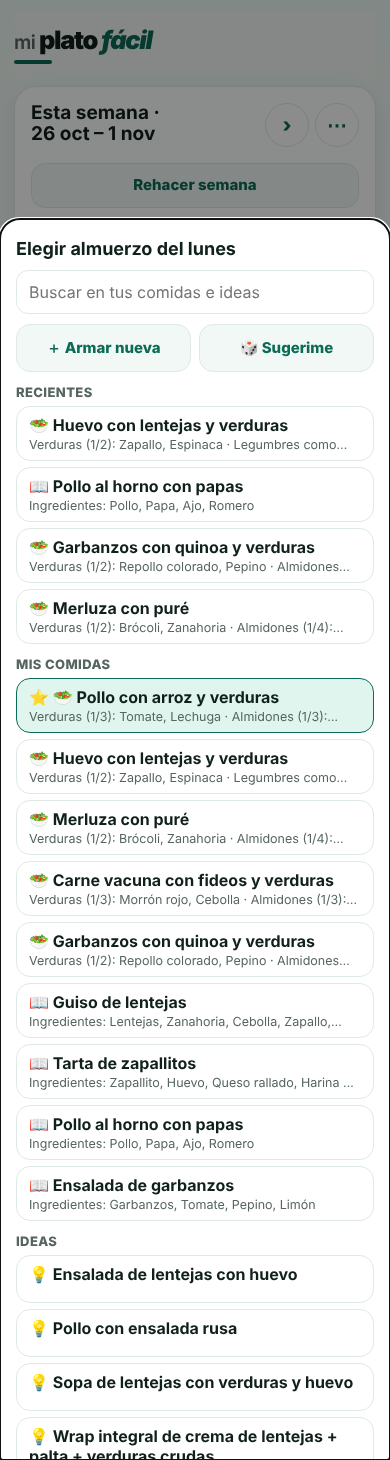 mi plato fácil
Esta semana ·
26 oct – 1 nov
› ⋯
Rehacer semana
Elegir almuerzo del lunes
Buscar en tus comidas e ideas
+ Armar nueva
🎲 Sugerime
RECIENTES
🥗 Huevo con lentejas y verduras
Verduras (1/2): Zapallo, Espinaca · Legumbres como...
📖 Pollo al horno con papas
Ingredientes: Pollo, Papa, Ajo, Romero
🥗 Garbanzos con quinoa y verduras
Verduras (1/2): Repollo colorado, Pepino · Almidones...
🥗 Merluza con puré
Verduras (1/2): Brócoli, Zanahoria · Almidones (1/4):...
MIS COMIDAS
⭐ 🥗 Pollo con arroz y verduras
Verduras (1/3): Tomate, Lechuga · Almidones (1/3):...
🥗 Huevo con lentejas y verduras
Verduras (1/2): Zapallo, Espinaca · Legumbres como...
🥗 Merluza con puré
Verduras (1/2): Brócoli, Zanahoria · Almidones (1/4):...
🥗 Carne vacuna con fideos y verduras
Verduras (1/3): Morrón rojo, Cebolla · Almidones (1/3):...
🥗 Garbanzos con quinoa y verduras
Verduras (1/2): Repollo colorado, Pepino · Almidones...
📖 Guiso de lentejas
Ingredientes: Lentejas, Zanahoria, Cebolla, Zapallo,...
📖 Tarta de zapallitos
Ingredientes: Zapallito, Huevo, Queso rallado, Harina ...
📖 Pollo al horno con papas
Ingredientes: Pollo, Papa, Ajo, Romero
📖 Ensalada de garbanzos
Ingredientes: Garbanzos, Tomate, Pepino, Limón
IDEAS
💡 Ensalada de lentejas con huevo
💡 Pollo con ensalada rusa
💡 Sopa de lentejas con verduras y huevo
💡 Wrap integral de crema de lentejas +
palta + verduras crudas